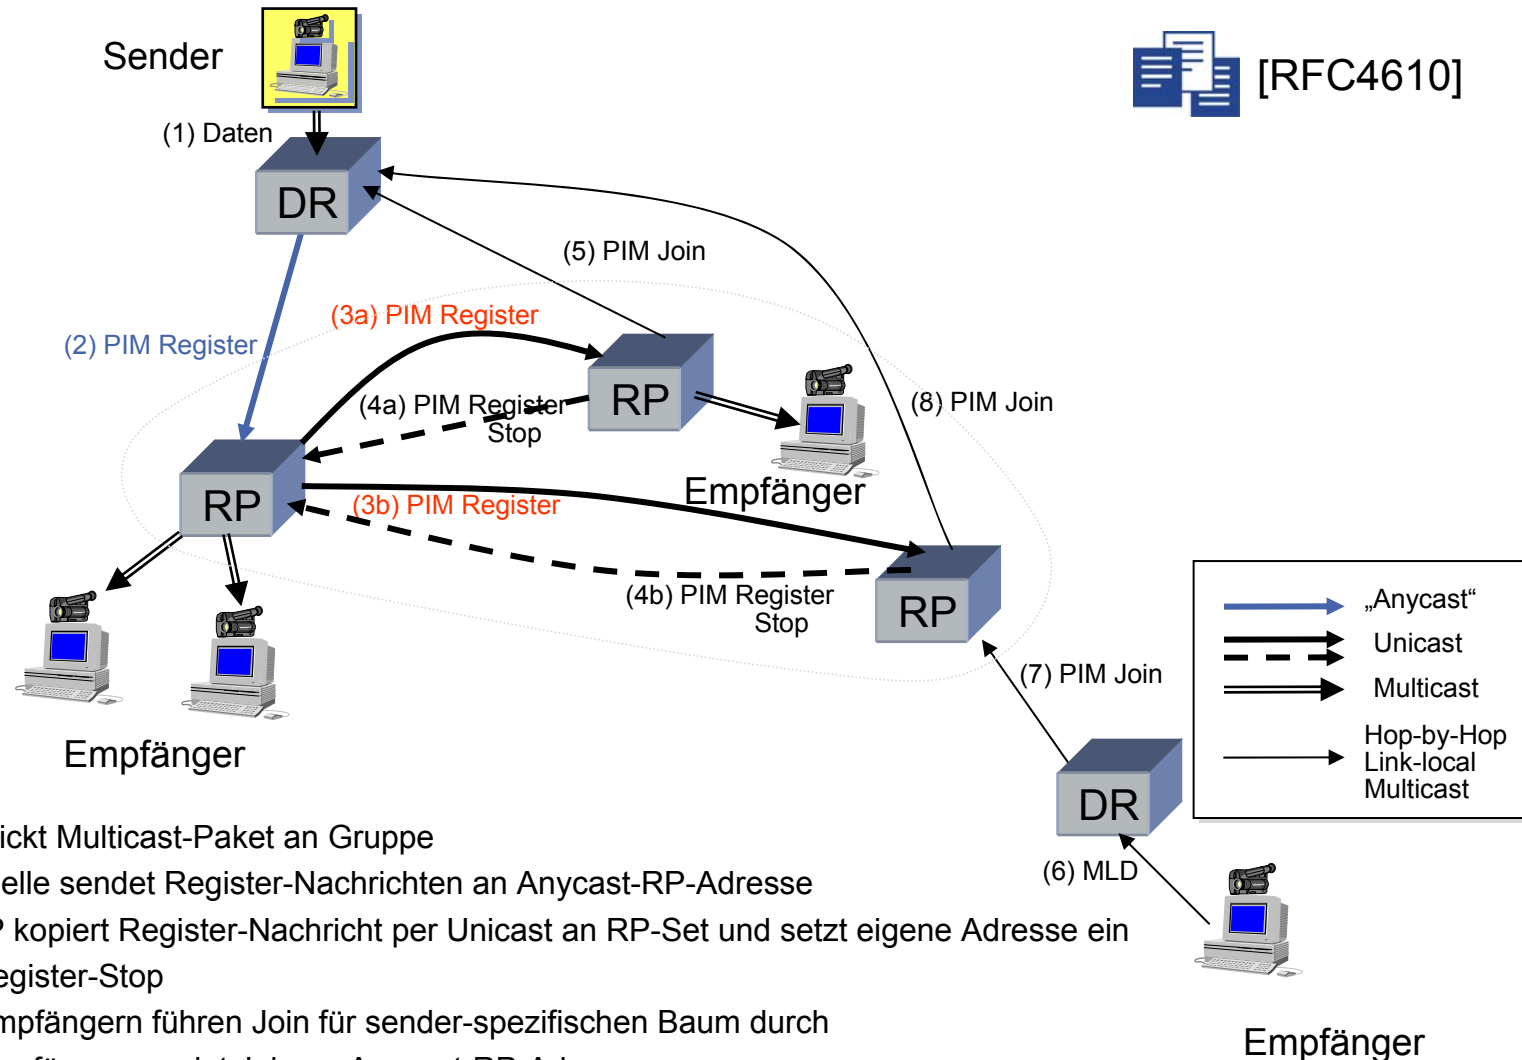 Sender
[RFC4610]
(1) Daten
DR
(5) PIM Join
(2) PIM Register
(3a) PIM Register
RP
(4a) PIM Register
Stop
(8) PIM Join
Empfänger
RP
(3b) PIM Register
(4b) PIM Register
Stop
RP
„Anycast“
Unicast
Multicast
Hop-by-Hop
Link-local
Multicast
(7) PIM Join
Empfänger
DR
(6) MLD
ickt Multicast-Paket an Gruppe
elle sendet Register-Nachrichten an Anycast-RP-Adresse
P kopiert Register-Nachricht per Unicast an RP-Set und setzt eigene Adresse ein
egister-Stop
mpfängern führen Join für sender-spezifischen Baum durch
Empfänger